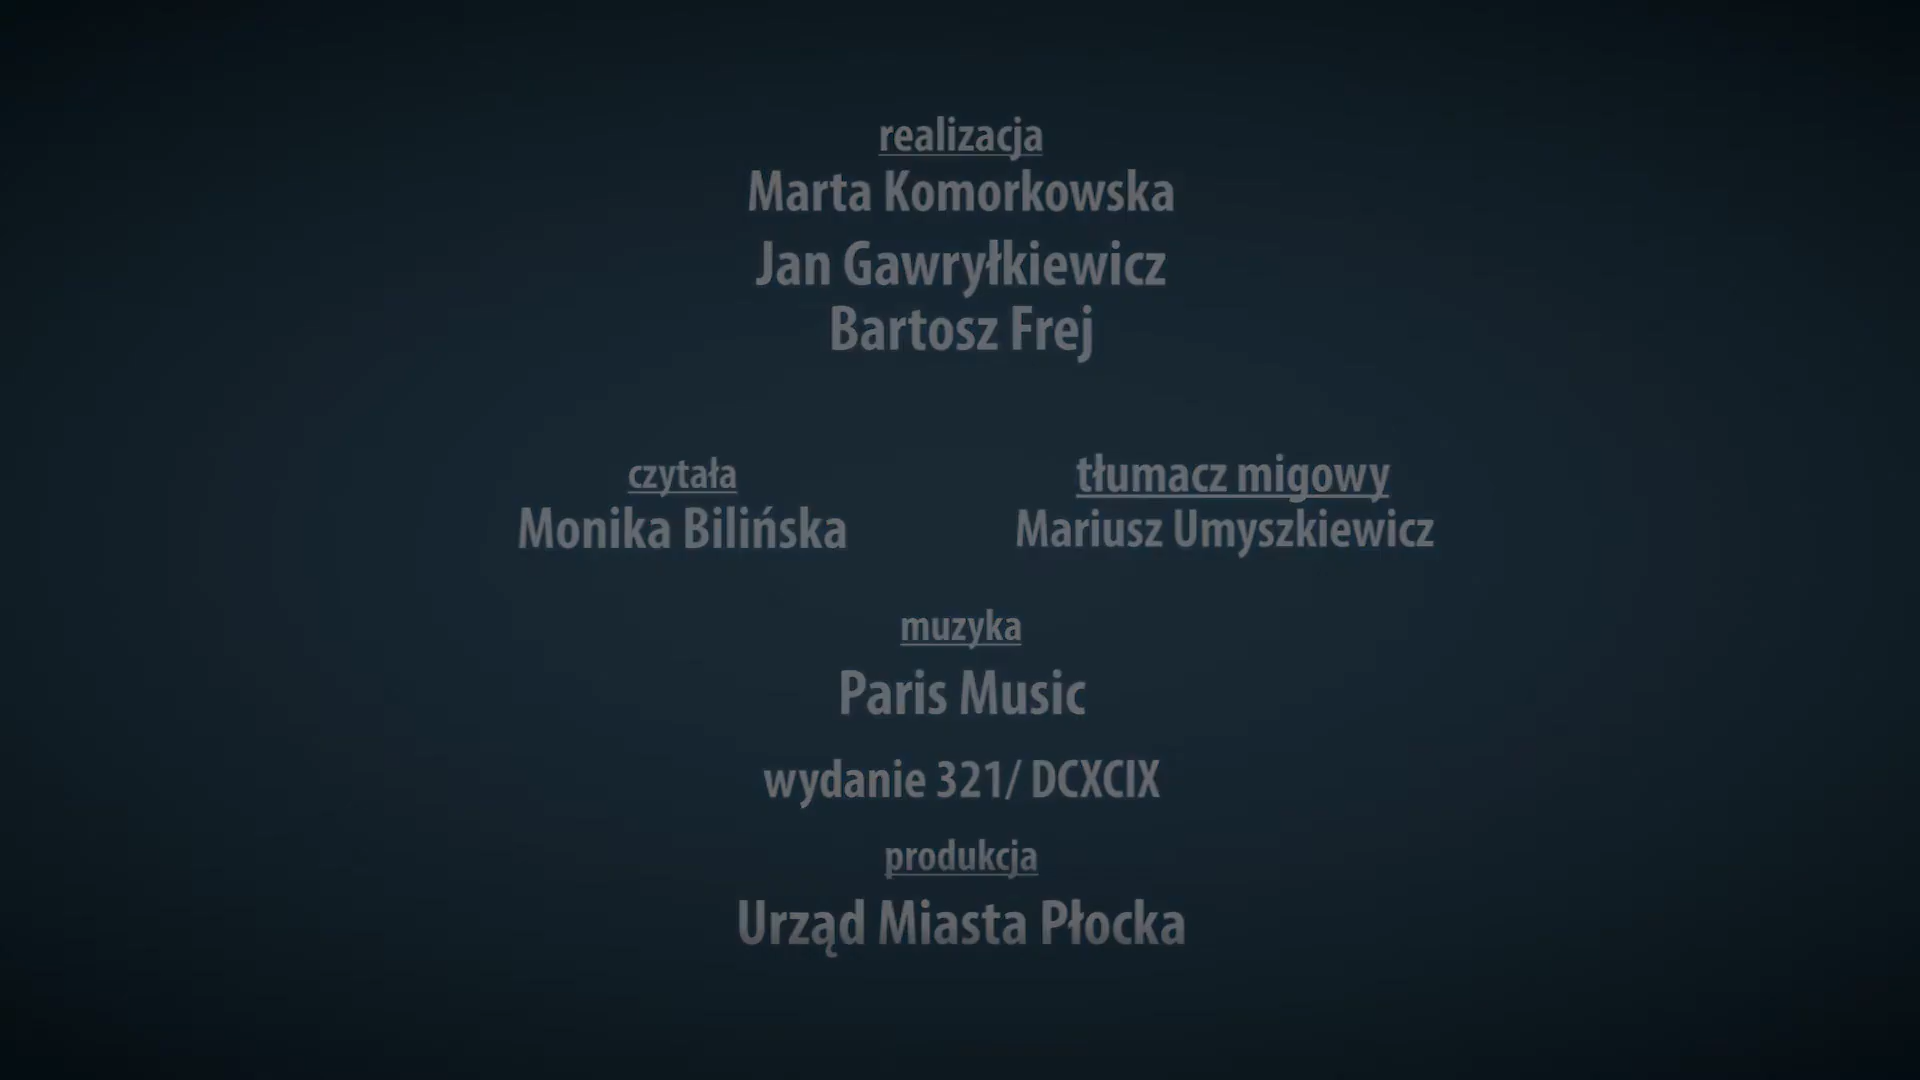 realizacja
Marta Komorkowska
Jan Gawryłkiewicz
Bartosz Frej
czytała
Monika Bilińska
tłumacz migowy
Mariusz Umyszkiewicz
muzyka
Paris Music
wydanie 321/ DCXCIX
produkcja
Urząd Miasta Płocka